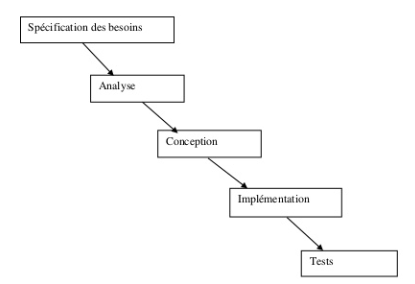 Spécification des besoins
Analyse
Conception
Implémentation
Tests